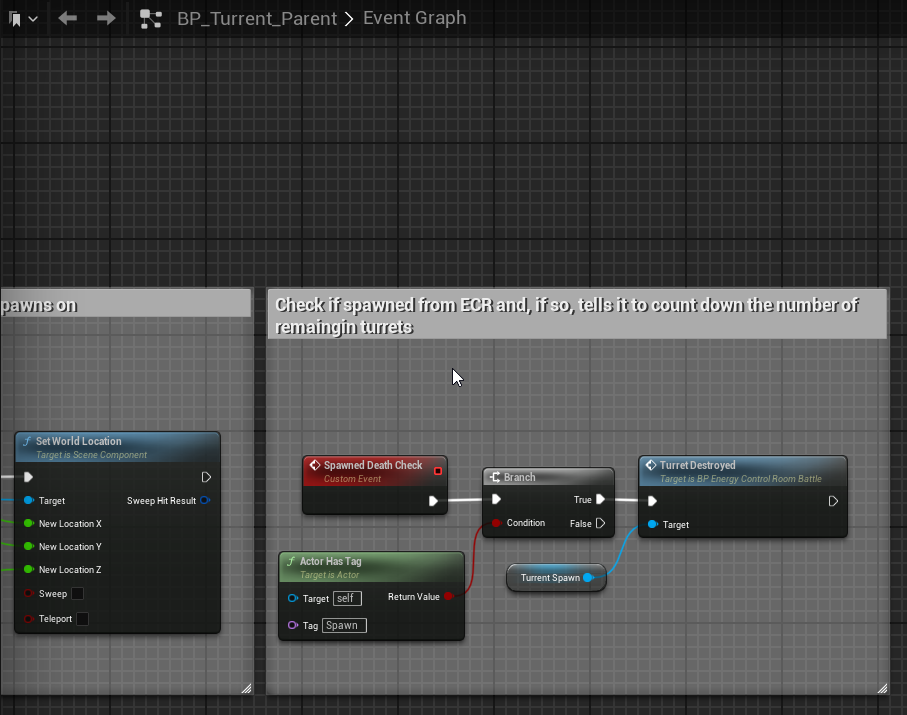 BP_Turrent_Parent > Event Graph
pawns on
Check if spawned from ECR and, if so, tells it to count down the number of
remaingin turrets
Set World Location
Target is Scene Component
Target
Sweep Hit Result
New Location X
New Location Y
New Location Z
Sweep
Teleport
Spawned Death Check
Custom Event
Branch
True
Condition
False
Turret Destroyed
Target is BP Energy Control Room Battle
Target
Actor Has Tag
Target is Actor
Target self
Return Value
Tag Spawn
Turrent Spawn